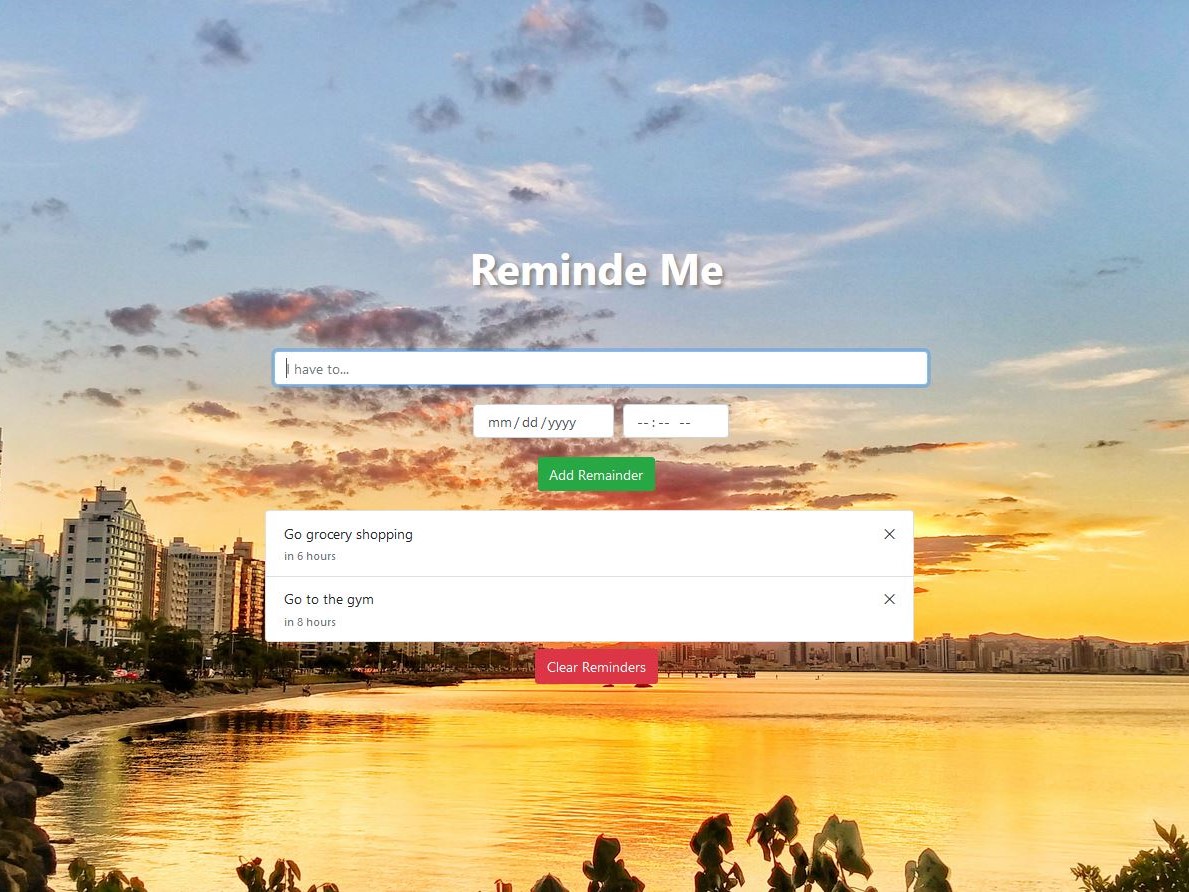 Reminde Me
I have to...
mm/dd/yyyy --:-- --
Add Remainder
Go grocery shopping
in 6 hours
Go to the gym
in 8 hours
Clear Reminders